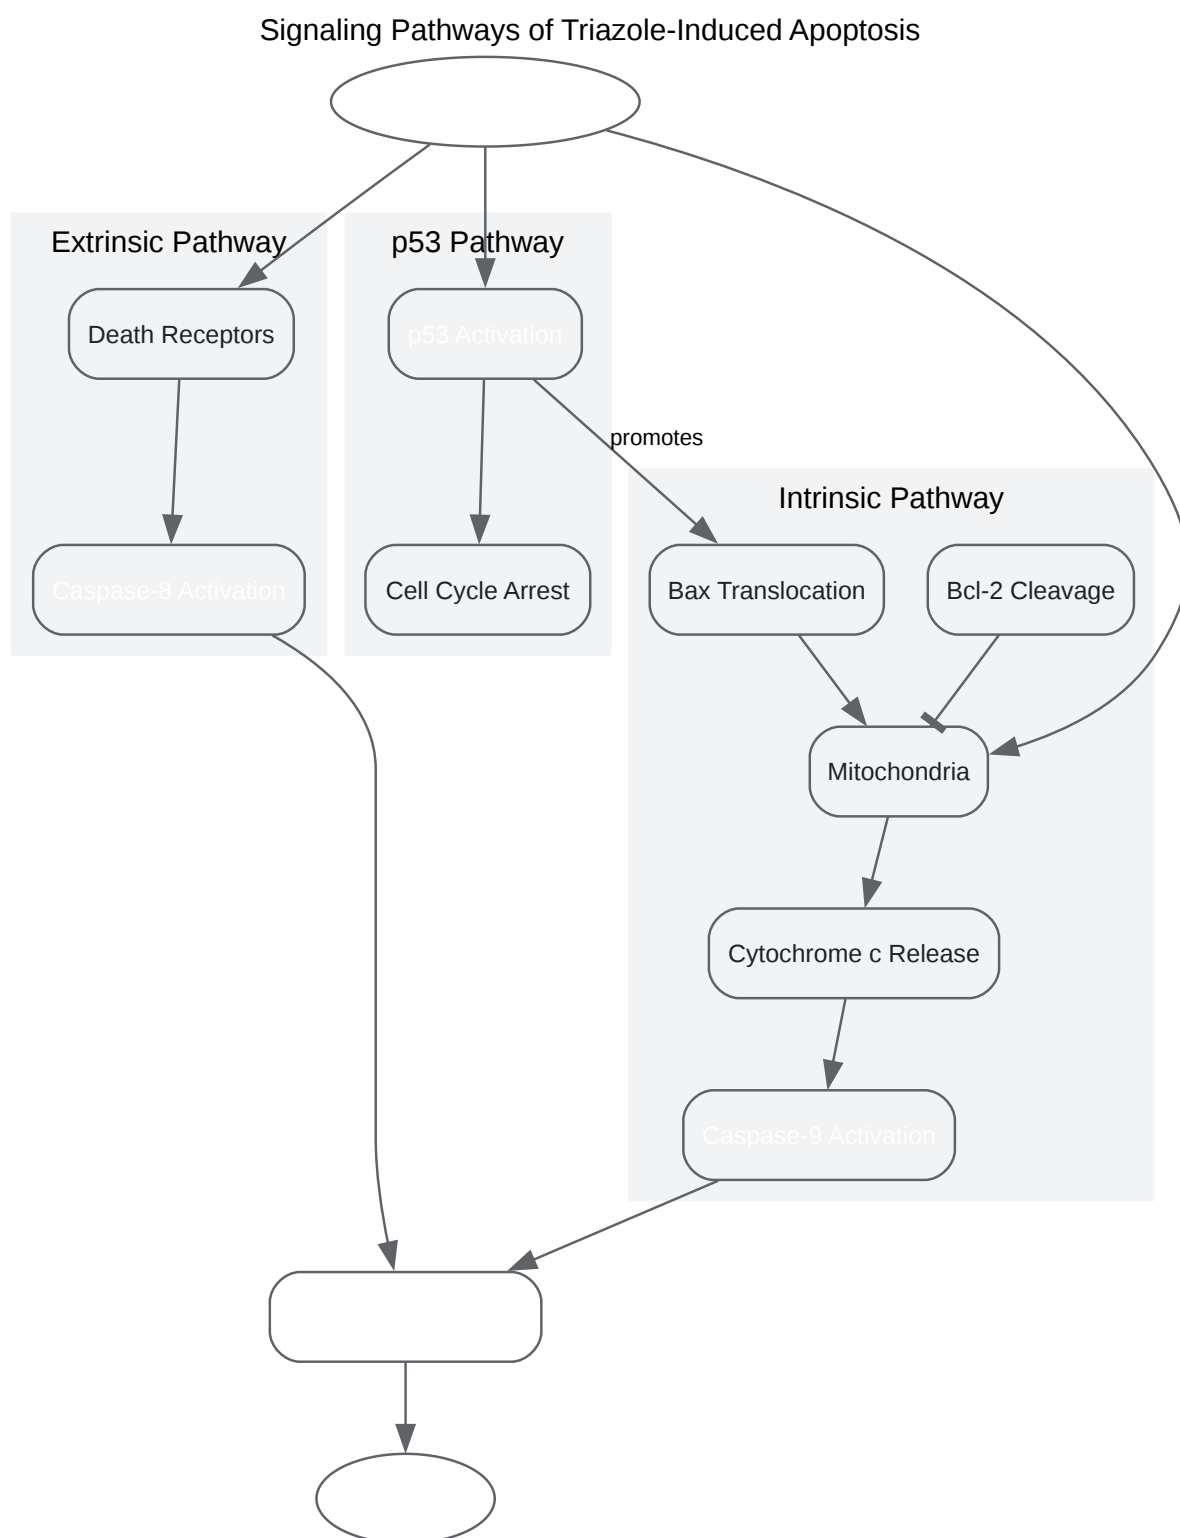 Signaling Pathways of Triazole-Induced Apoptosis
Extrinsic Pathway
p53 Pathway
Death Receptors
p53 Activation
promotes
Intrinsic Pathway
Caspase-8 Activation
Cell Cycle Arrest
Bax Translocation
Bcl-2 Cleavage
Mitochondria
Cytochrome c Release
Caspase-9 Activation